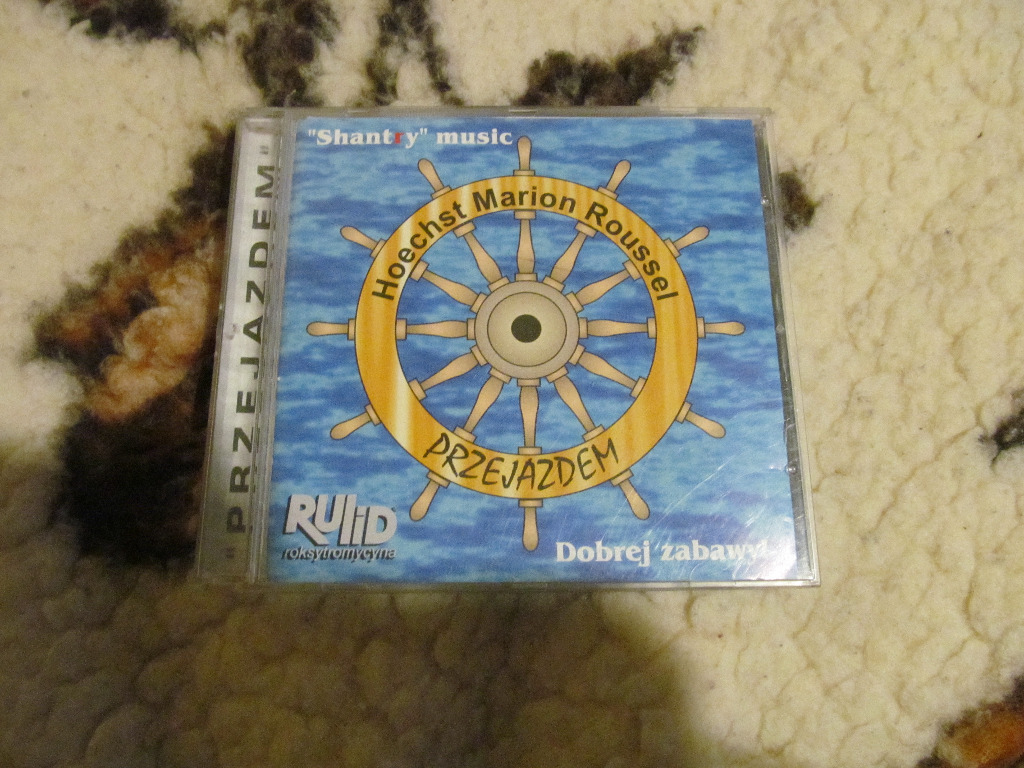 "PRZEJAZDEM"
"Shantry" music
Hoechst Marion Roussel
PRZEJAZDEM
RULiD
roksytromycyna
Dobrej zabawy!